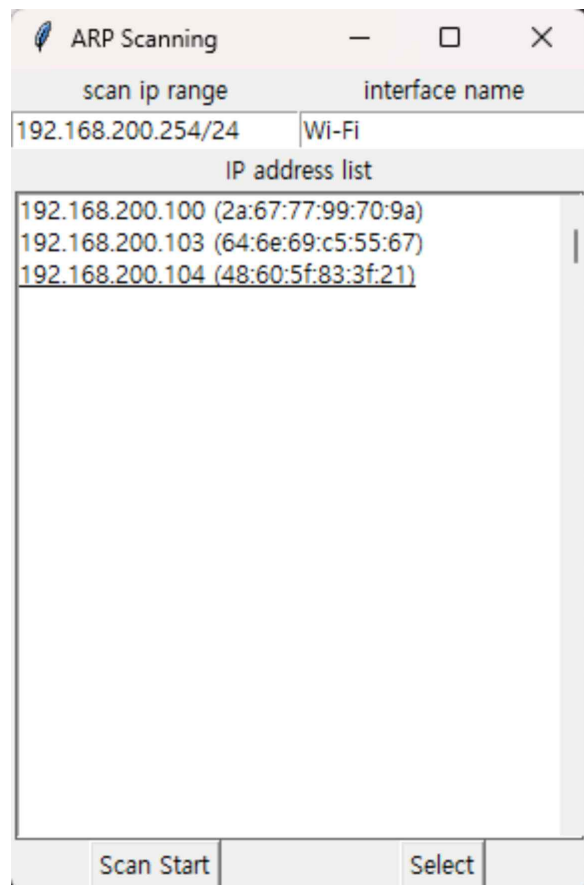 ARP Scanning
scan ip range interface name
192.168.200.254/24 Wi-Fi
IP address list
192.168.200.100 (2a:67:77:99:70:9a)
192.168.200.103 (64:6e:69:c5:55:67)
192.168.200.104 (48:60:5f:83:3f:21)
Scan Start Select